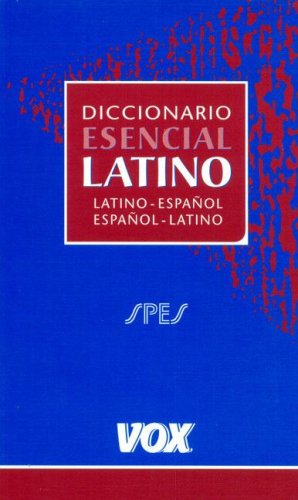 DICCIONARIO
ESENCIAL
LATINO
LATINO-ESPAÑOL
ESPAÑOL-LATINO
SPES
VOX